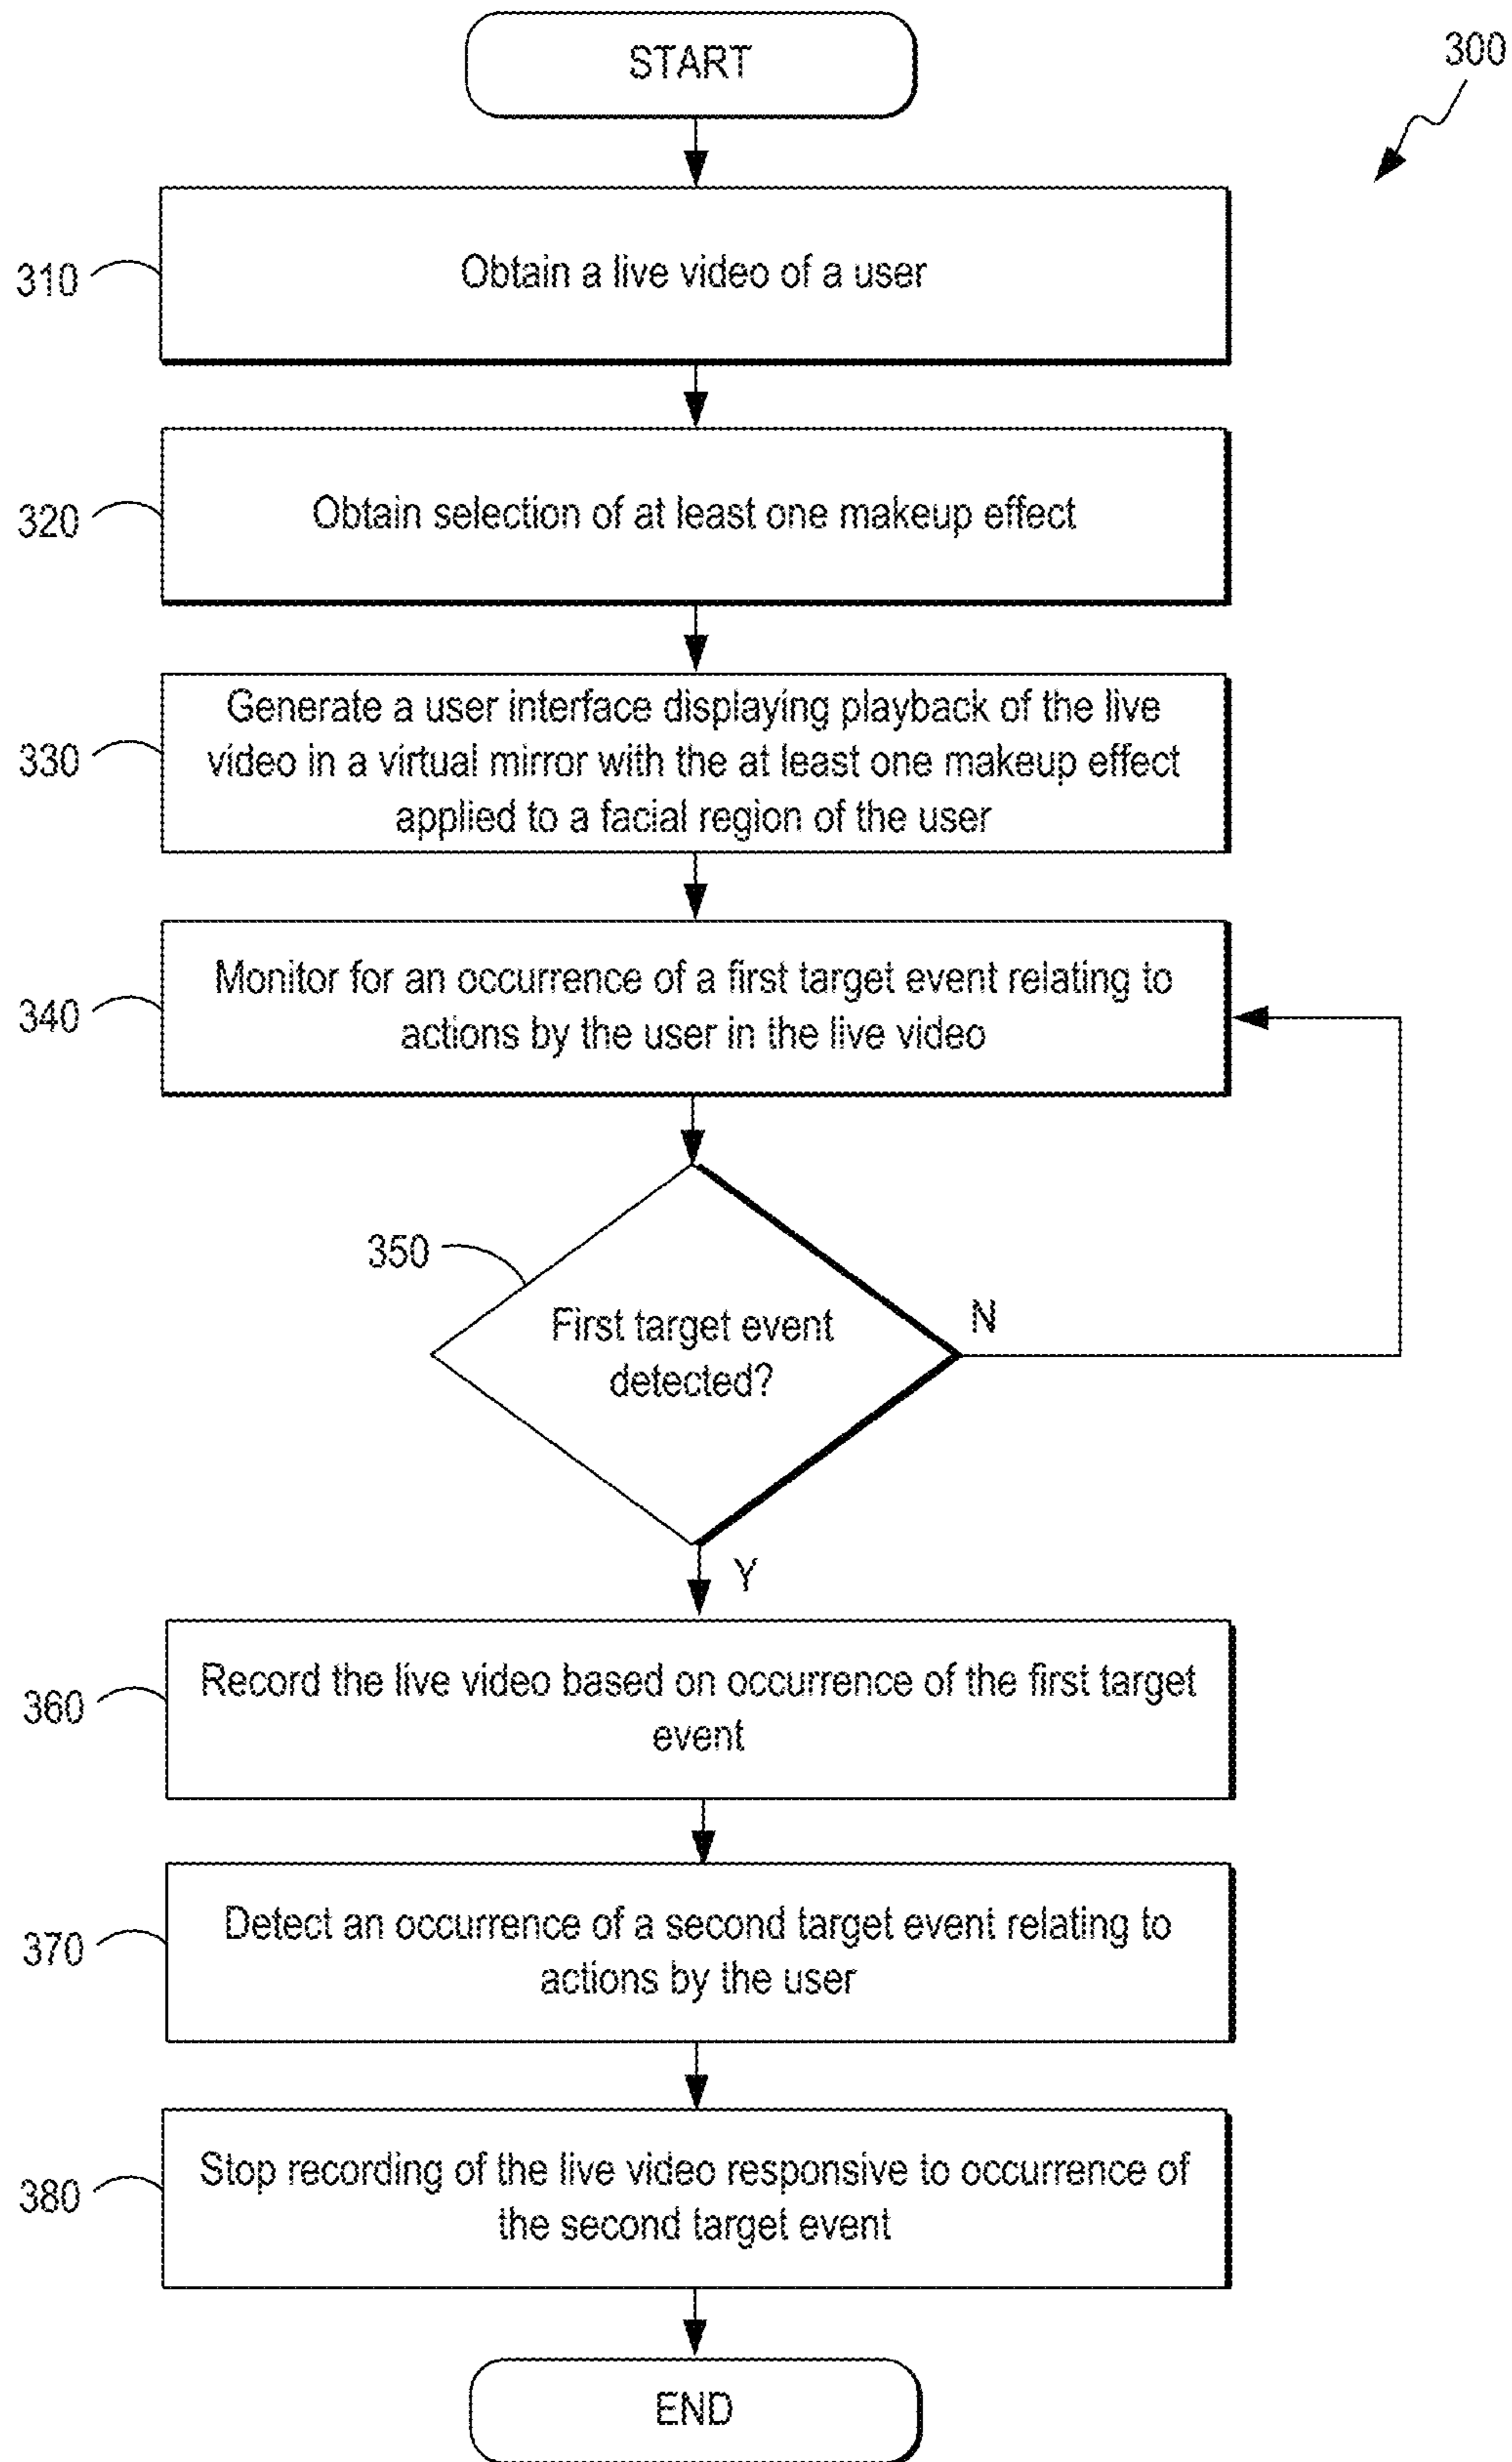 START
300
310
Obtain a live video of a user
320
Obtain selection of at least one makeup effect
330
Generate a user interface displaying playback of the live
video in a virtual mirror with the at least one makeup effect
applied to a facial region of the user
340
Monitor for an occurrence of a first target event relating to
actions by the user in the live video
350
First target event
detected?
N
Y
360
Record the live video based on occurrence of the first target
event
370
Detect an occurrence of a second target event relating to
actions by the user
380
Stop recording of the live video responsive to occurrence of
the second target event
END